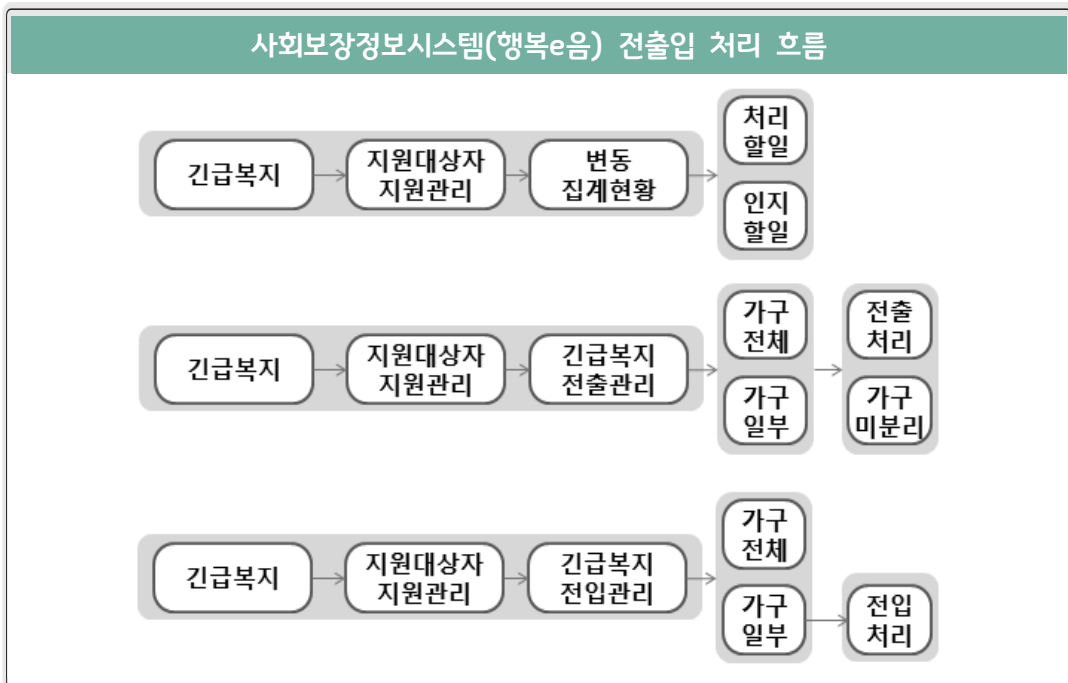 사회보장정보시스템(행복e음) 전출입 처리 흐름
긴급복지
지원대상자
지원관리
변동
집계현황
처리
할일
인지
할일
긴급복지
지원대상자
지원관리
긴급복지
전출관리
가구
전체
가구
일부
전출
처리
가구
미분리
긴급복지
지원대상자
지원관리
긴급복지
전입관리
가구
전체
가구
일부
전입
처리